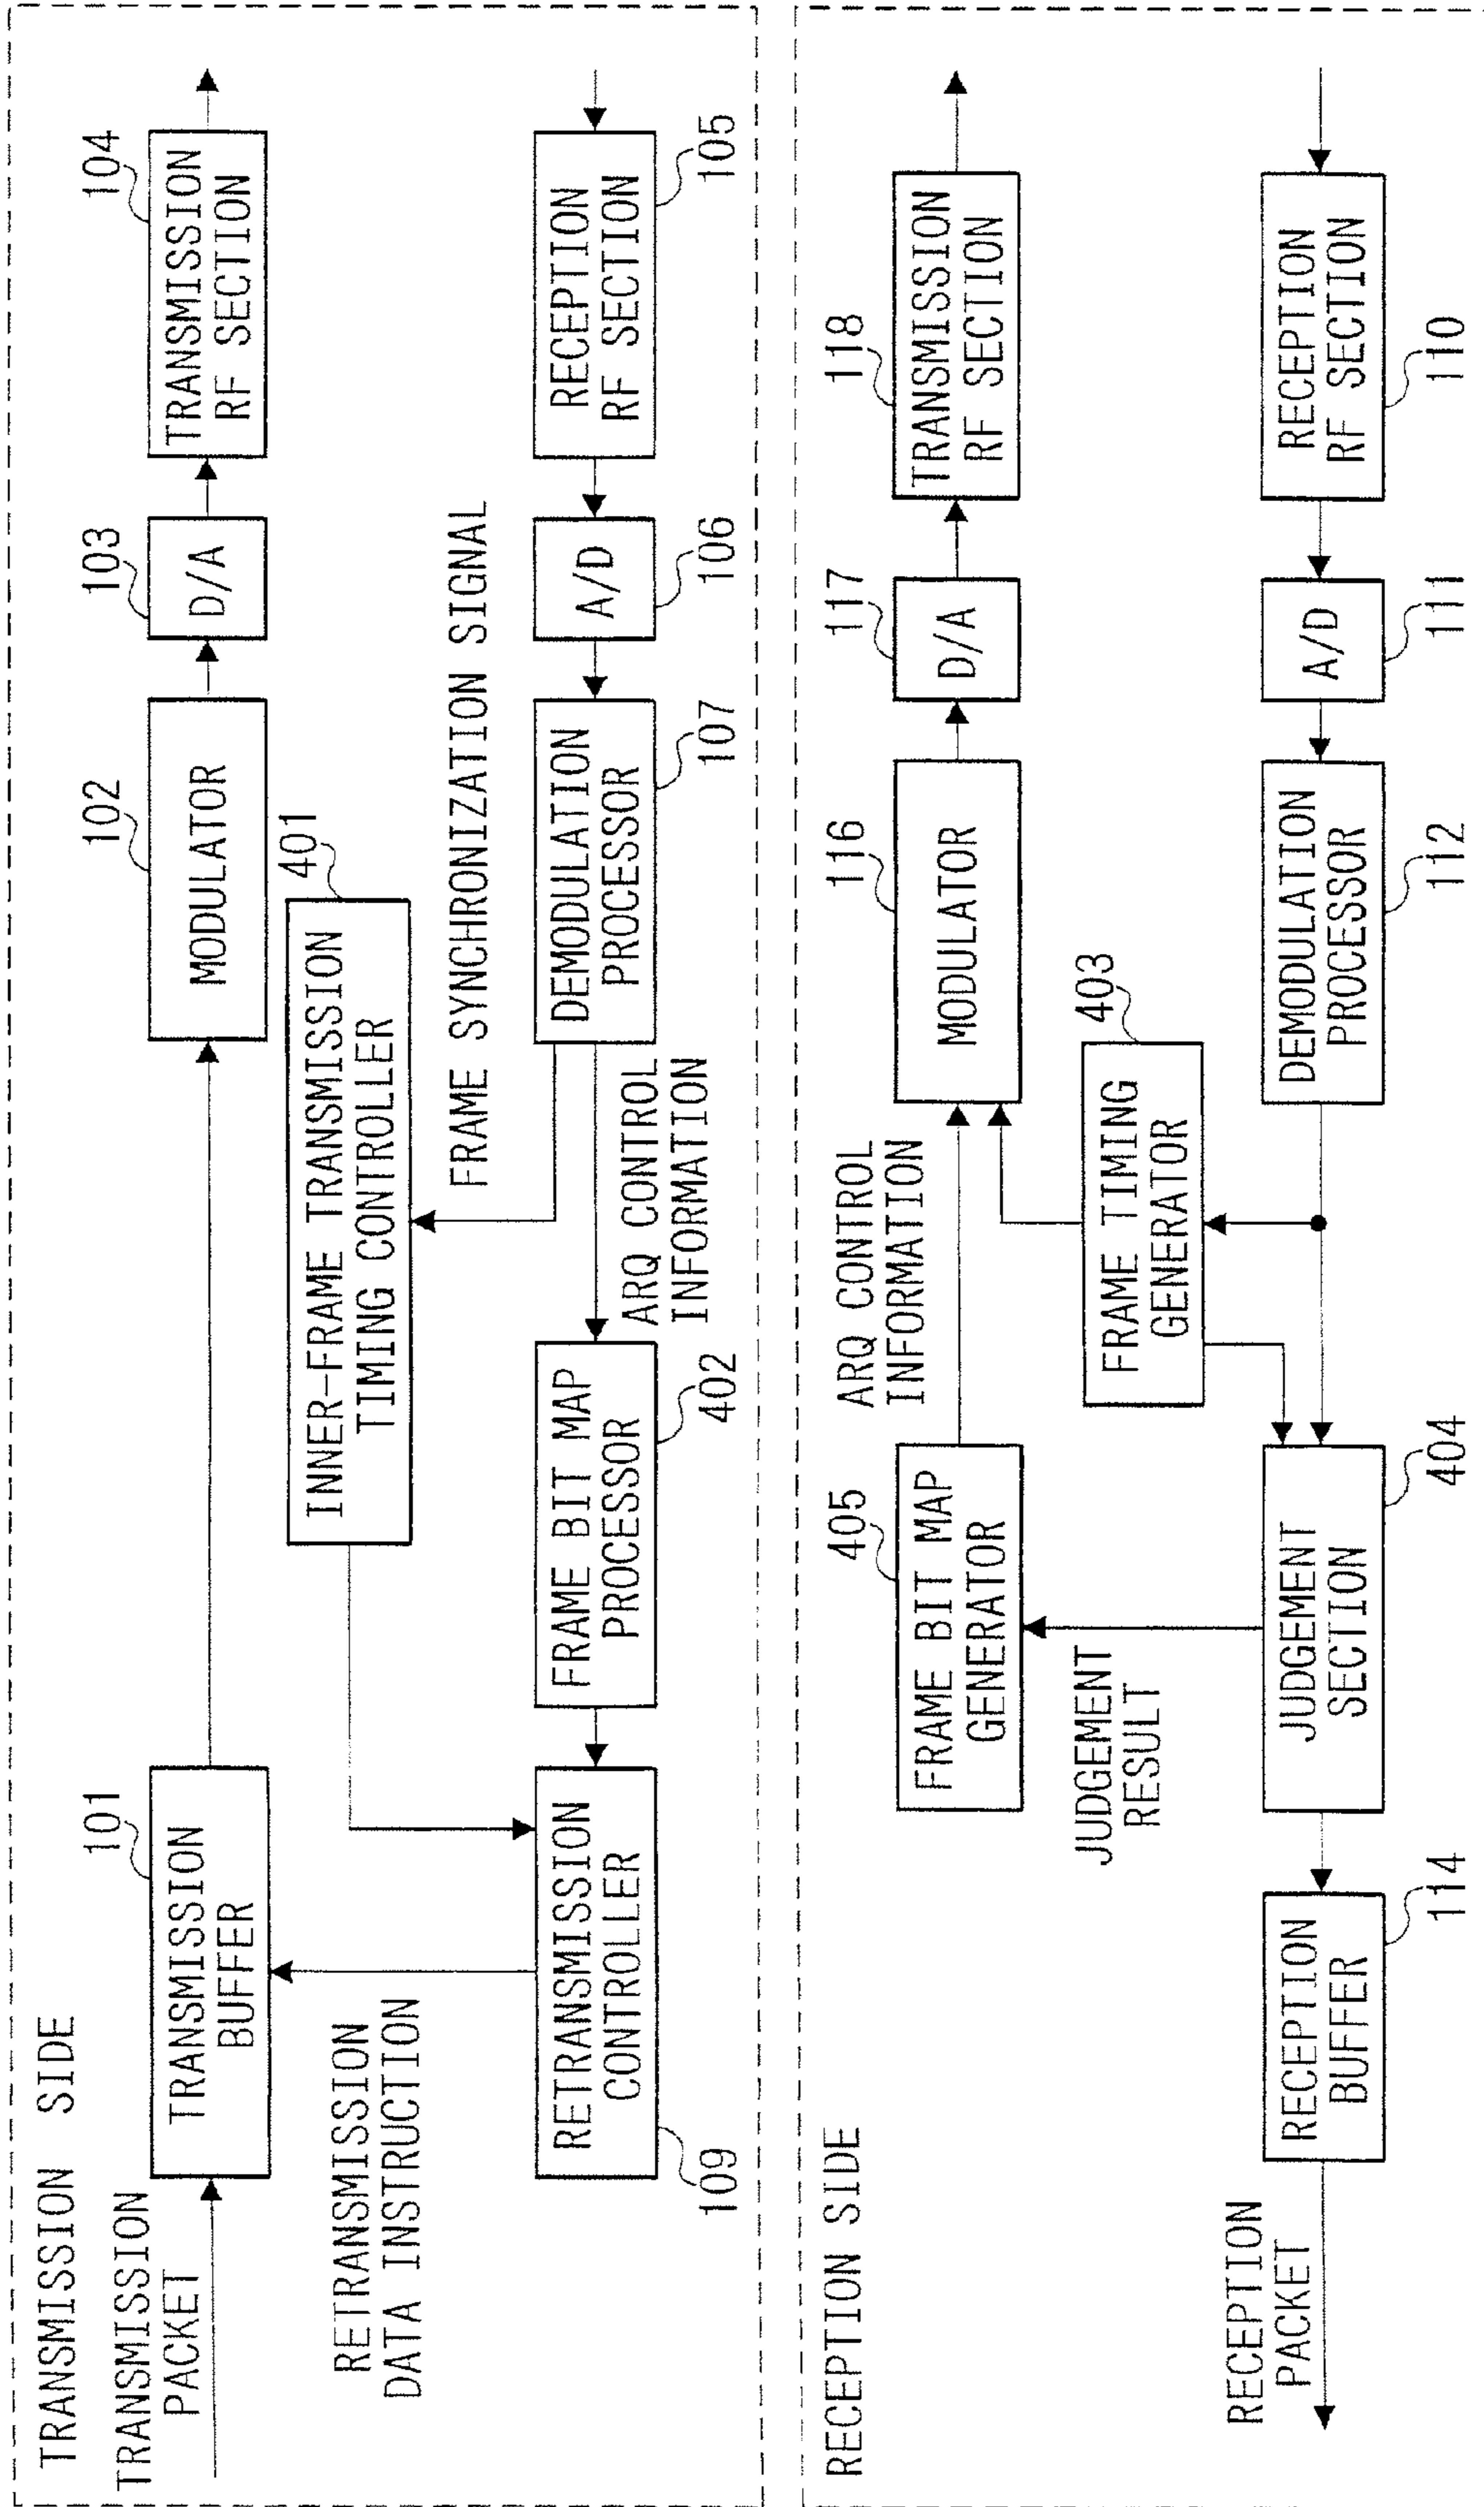 TRANSMISSION SIDE
TRANSMISSION
PACKET
101
TRANSMISSION
BUFFER
102
MODULATOR
103
D/A
104
TRANSMISSION
RF SECTION
401
INNER-FRAME TRANSMISSION
TIMING CONTROLLER
RETRANSMISSION
DATA INSTRUCTION
FRAME SYNCHRONIZATION SIGNAL
RETRANSMISSION
CONTROLLER
109
FRAME BIT MAP
PROCESSOR
402
ARQ CONTROL
INFORMATION
DEMODULATION
PROCESSOR
107
A/D
106
RECEPTION
RF SECTION
105
RECEPTION SIDE
405
FRAME BIT MAP
GENERATOR
ARQ CONTROL
INFORMATION
116
MODULATOR
117
D/A
118
TRANSMISSION
RF SECTION
JUDGEMENT
RESULT
403
FRAME TIMING
GENERATOR
RECEPTION
PACKET
RECEPTION
BUFFER
114
JUDGEMENT
SECTION
404
DEMODULATION
PROCESSOR
112
A/D
111
RECEPTION
RF SECTION
110